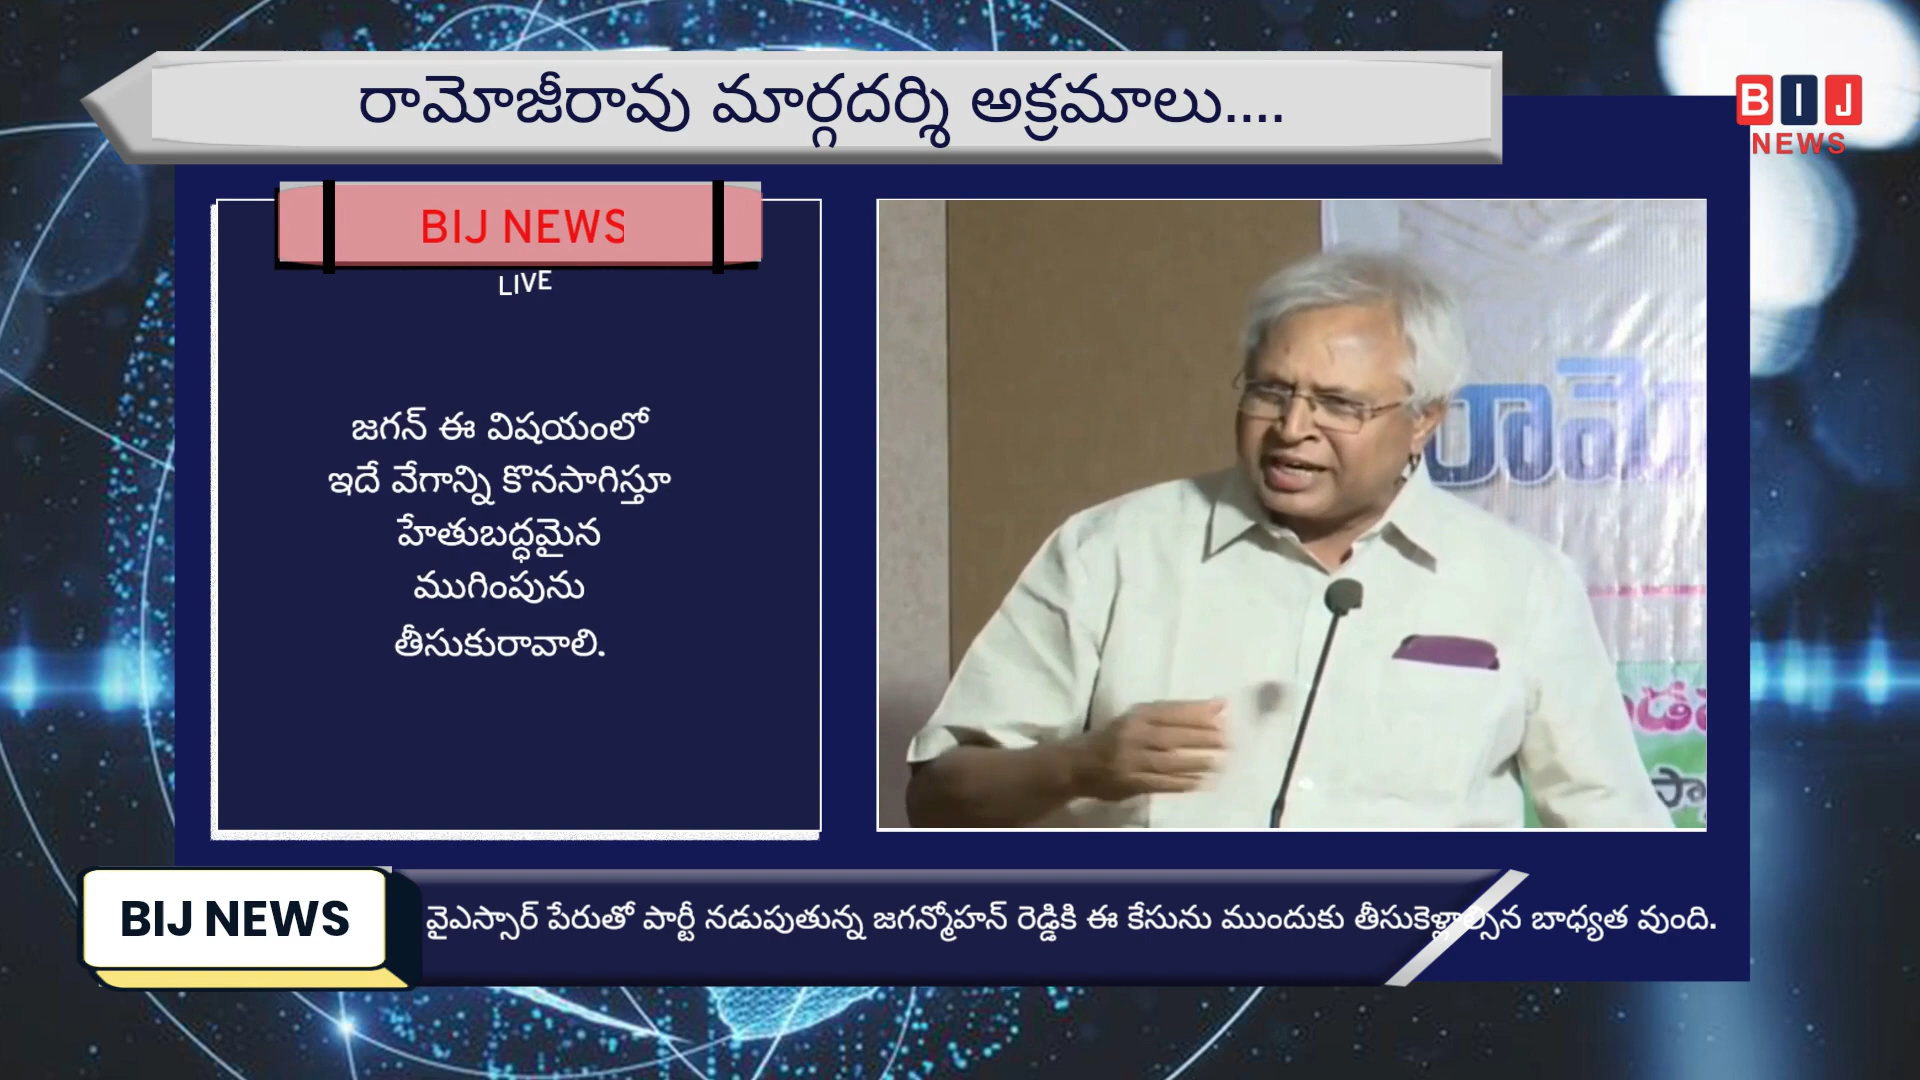 రామోజీరావు మార్గదర్శి అక్రమాలు....
BIJ
NEWS
BIJ NEWS
LIVE
జగన్ ఈ విషయంలో
ఇదే వేగాన్ని కొనసాగిస్తూ
హేతుబద్ధమైన
ముగింపును
తీసుకురావాలి.
రామో
BIJ NEWS
వైఎస్సార్ పేరుతో పార్టీ నడుపుతున్న జగన్మోహన్ రెడ్డికి ఈ కేసును ముందుకు తీసుకెళ్లాల్సిన బాధ్యత వుంది.